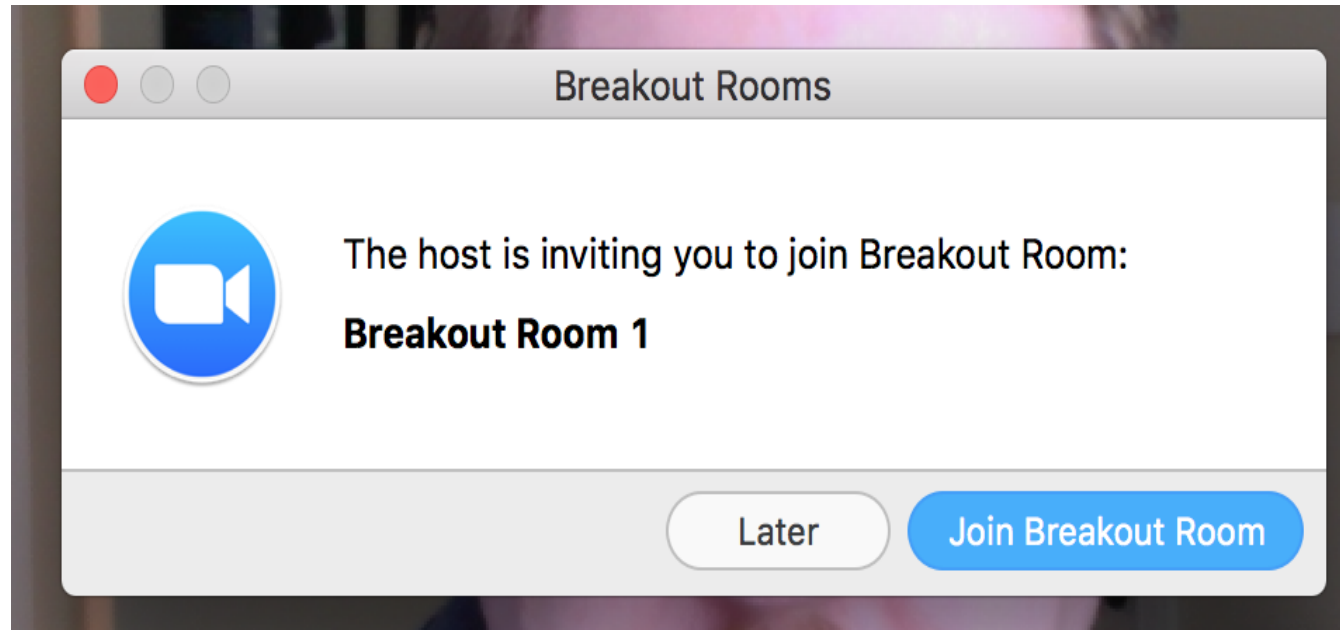 Breakout Rooms
The host is inviting you to join Breakout Room:
Breakout Room 1
Later
Join Breakout Room